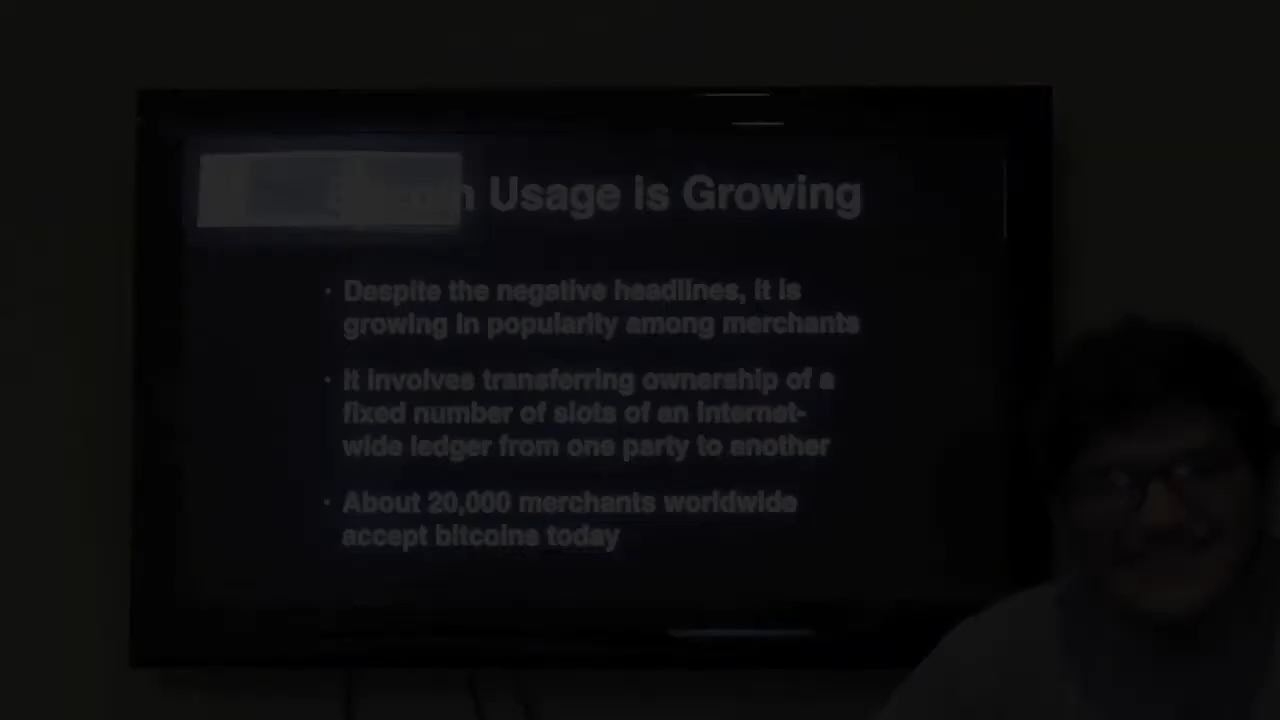 Bitcoin Usage is Growing
· Despite the negative headlines, it is
growing in popularity among merchants
· It involves transferring ownership of a
fixed number of slots of an internet-
wide ledger from one party to another
· About 20,000 merchants worldwide
accept bitcoins today